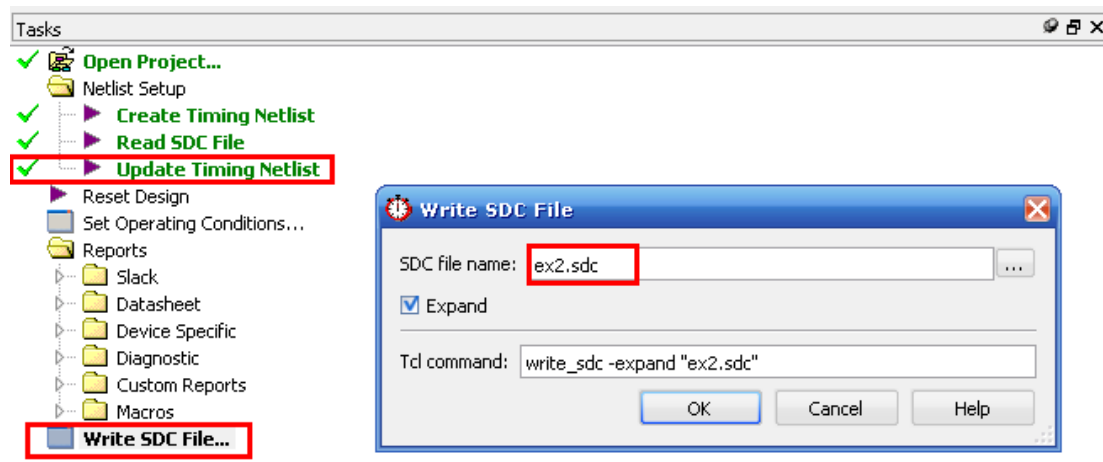 Tasks
Open Project...
Netlist Setup
Create Timing Netlist
Read SDC File
Update Timing Netlist
Reset Design
Set Operating Conditions...
Reports
Slack
Datasheet
Device Specific
Diagnostic
Custom Reports
Macros
Write SDC File...
Write SDC File
SDC file name: ex2.sdc ...
Expand
Tcl command: write_sdc -expand "ex2.sdc"
OK Cancel Help